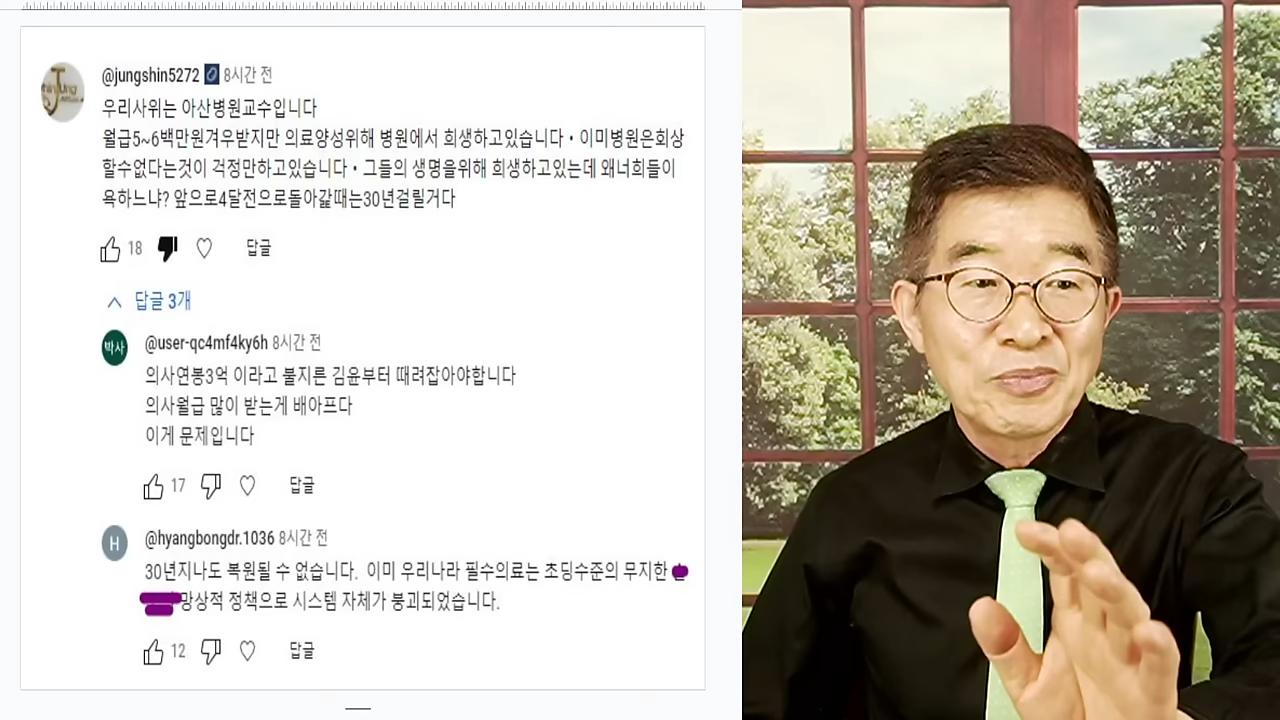 @jungshin5272 8시간 전
우리사위는 아산병원교수입니다
월급5~6백만원겨우받지만 의료양성위해 병원에서 희생하고있습니다·이미병원은회상
할수없다는것이 걱정만하고있습니다·그들의 생명을위해 희생하고있는데 왜너희들이
욕하느냐? 앞으로4달전으로돌아갈때는30년걸릴거다
18 답글
답글 3개
박사
@user-qc4mf4ky6h 8시간 전
의사연봉3억 이라고 불지른 김윤부터 때려잡아야합니다
의사월급 많이 받는게 배아프다
이게 문제입니다
17 답글
H
@hyangbongdr.1036 8시간 전
30년지나도 복원될 수 없습니다. 이미 우리나라 필수의료는 초딩수준의 무지한
망상적 정책으로 시스템 자체가 붕괴되었습니다.
12 답글